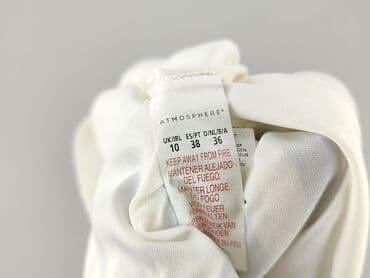 ATMOSPHERE®
UK/IRL ES/PT D/NL/B/A
10 38 36
KEEP AWAY FROM FIRE
MANTENER ALEJADO
DEL FUEGO
MANTER LONGE
DO FOGO
FEUER